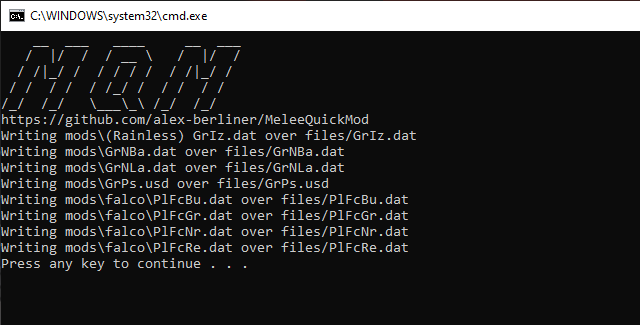 C:\WINDOWS\system32\cmd.exe
MQM
https://github.com/alex-berliner/MeleeQuickMod
Writing mods\(Rainless) GrIz.dat over files/GrIz.dat
Writing mods\GrNBa.dat over files/GrNBa.dat
Writing mods\GrNLa.dat over files/GrNLa.dat
Writing mods\GrPs.usd over files/GrPs.usd
Writing mods\falco\PlFcBu.dat over files/PlFcBu.dat
Writing mods\falco\PlFcGr.dat over files/PlFcGr.dat
Writing mods\falco\PlFcNr.dat over files/PlFcNr.dat
Writing mods\falco\PlFcRe.dat over files/PlFcRe.dat
Press any key to continue . . .